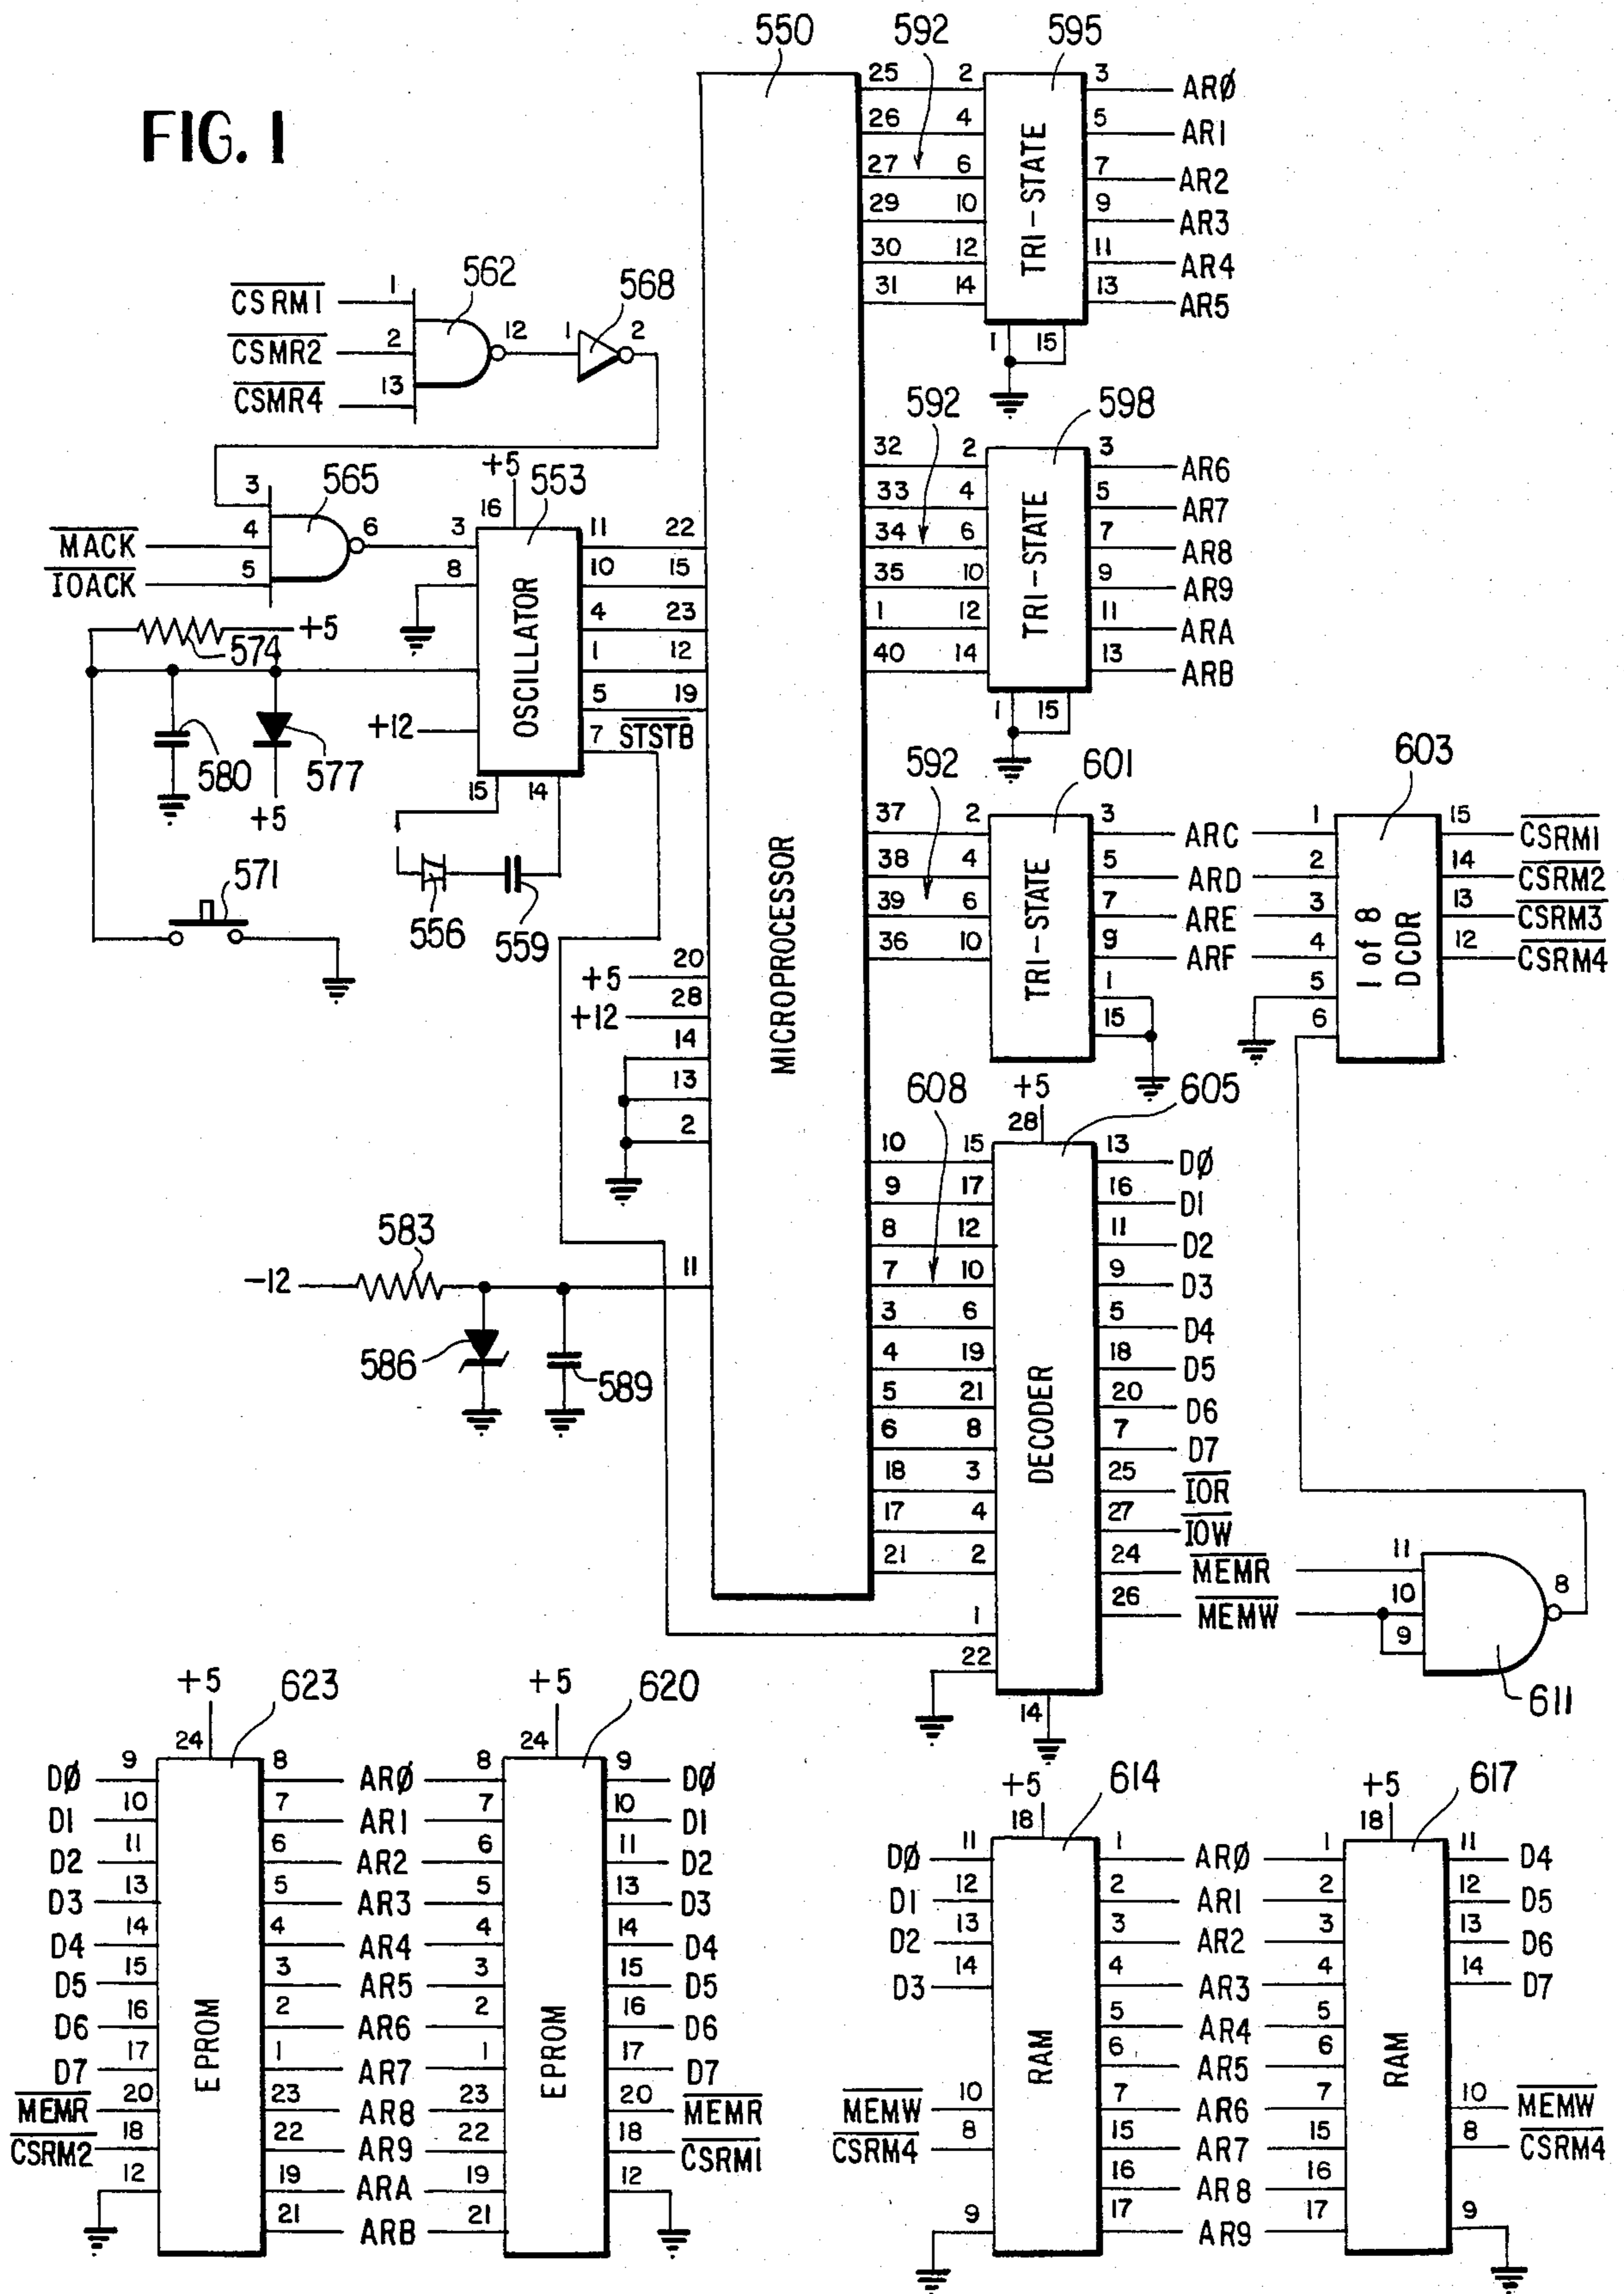 FIG. 1
550
592
595
25 2 3 ARØ
26 4 5 AR1
27 6 7 AR2
29 10 9 AR3
30 12 11 AR4
31 14 13 AR5
TRI-STATE
1 15
562
568
CSRM1 1
CSMR2 2 12 1 2
CSMR4 13
592
598
32 2 3 AR6
33 4 5 AR7
34 6 7 AR8
35 10 9 AR9
1 12 11 ARA
40 14 13 ARB
TRI-STATE
1 15
565
+5
553
3
16
MACK 4 6 3 11 22
IOACK 5 8 10 15
+5 4 23
574 1 12
5 19
+12 7 STSTB
OSCILLATOR
580
577
+5
15 14
571
556
559
MICROPROCESSOR
592
601
603
37 2 3 ARC 1 15 CSRM1
38 4 5 ARD 2 14 CSRM2
39 6 7 ARE 3 13 CSRM3
36 10 9 ARF 4 12 CSRM4
1 5
15 6
TRI-STATE
1 of 8
DCDR
+5 20
+12 28
14
13
2
608
+5
605
28
10 15 13 DØ
9 17 16 D1
8 12 11 D2
7 10 9 D3
3 6 5 D4
4 19 18 D5
5 21 20 D6
6 8 7 D7
18 3 25 IOR
17 4 27 IOW
21 2 24 MEMR 11
1 26 MEMW 10 8
9
22
14
DECODER
611
583
-12 11
586
589
+5
623
+5
620
24 24
DØ 9 8 ARØ 8 9 DØ
D1 10 7 AR1 7 10 D1
D2 11 6 AR2 6 11 D2
D3 13 5 AR3 5 13 D3
D4 14 4 AR4 4 14 D4
D5 15 3 AR5 3 15 D5
D6 16 2 AR6 2 16 D6
D7 17 1 AR7 1 17 D7
MEMR 20 23 AR8 23 20 MEMR
CSRM2 18 22 AR9 22 18 CSRM1
12 19 ARA 19 12
21 ARB 21
EPROM
EPROM
+5
614
+5
617
18 18
DØ 11 1 ARØ 1 11 D4
D1 12 2 AR1 2 12 D5
D2 13 3 AR2 3 13 D6
D3 14 4 AR3 4 14 D7
5 AR4 5
6 AR5 6
MEMW 10 7 AR6 7 10 MEMW
CSRM4 8 15 AR7 15 8 CSRM4
16 AR8 16
9 17 AR9 17 9
RAM
RAM